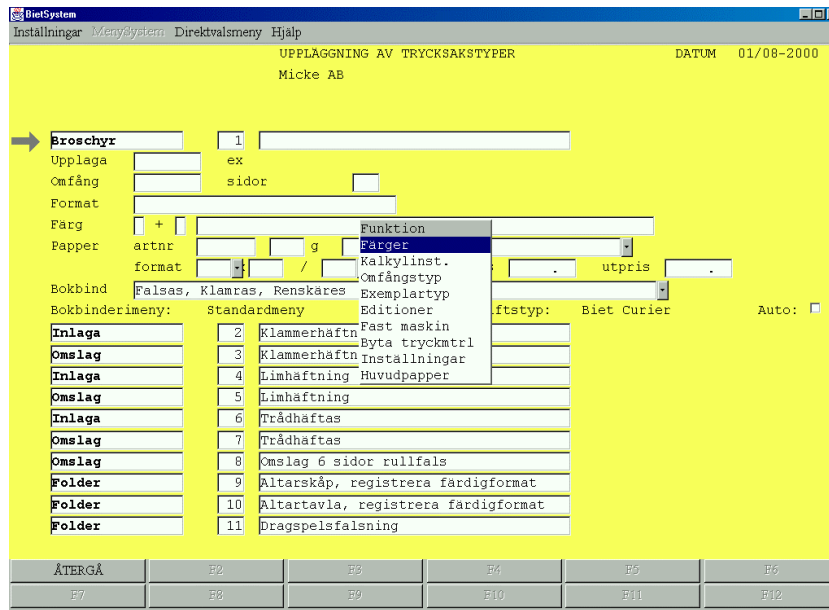 BietSystem
Inställningar MenySystem Direktvalsmeny Hjälp
UPPLÄGGNING AV TRYCKSAKSTYPER DATUM 01/08-2000
Micke AB
Broschyr 1
Upplaga ex
Omfång sidor
Format
Färg +
Papper artnr g
format /
utpris
Bokbind Falsas, Klamras, Renskäres
Bokbinderimeny: Standardmeny ftstyp: Biet Curier Auto:
Funktion
Färger
Kalkylinst.
Omfångstyp
Exemplartyp
Editioner
Fast maskin
Byta tryckmtrl
Inställningar
Huvudpapper
Inlaga 2 Klammerhäftn
Omslag 3 Klammerhäftn
Inlaga 4 Limhäftning
Omslag 5 Limhäftning
Inlaga 6 Trådhäftas
Omslag 7 Trådhäftas
Omslag 8 Omslag 6 sidor rullfals
Folder 9 Altarskåp, registrera färdigformat
Folder 10 Altartavla, registrera färdigformat
Folder 11 Dragspelsfalsning
ÅTERGÅ F2 F3 F4 F5 F6
F7 F8 F9 F10 F11 F12